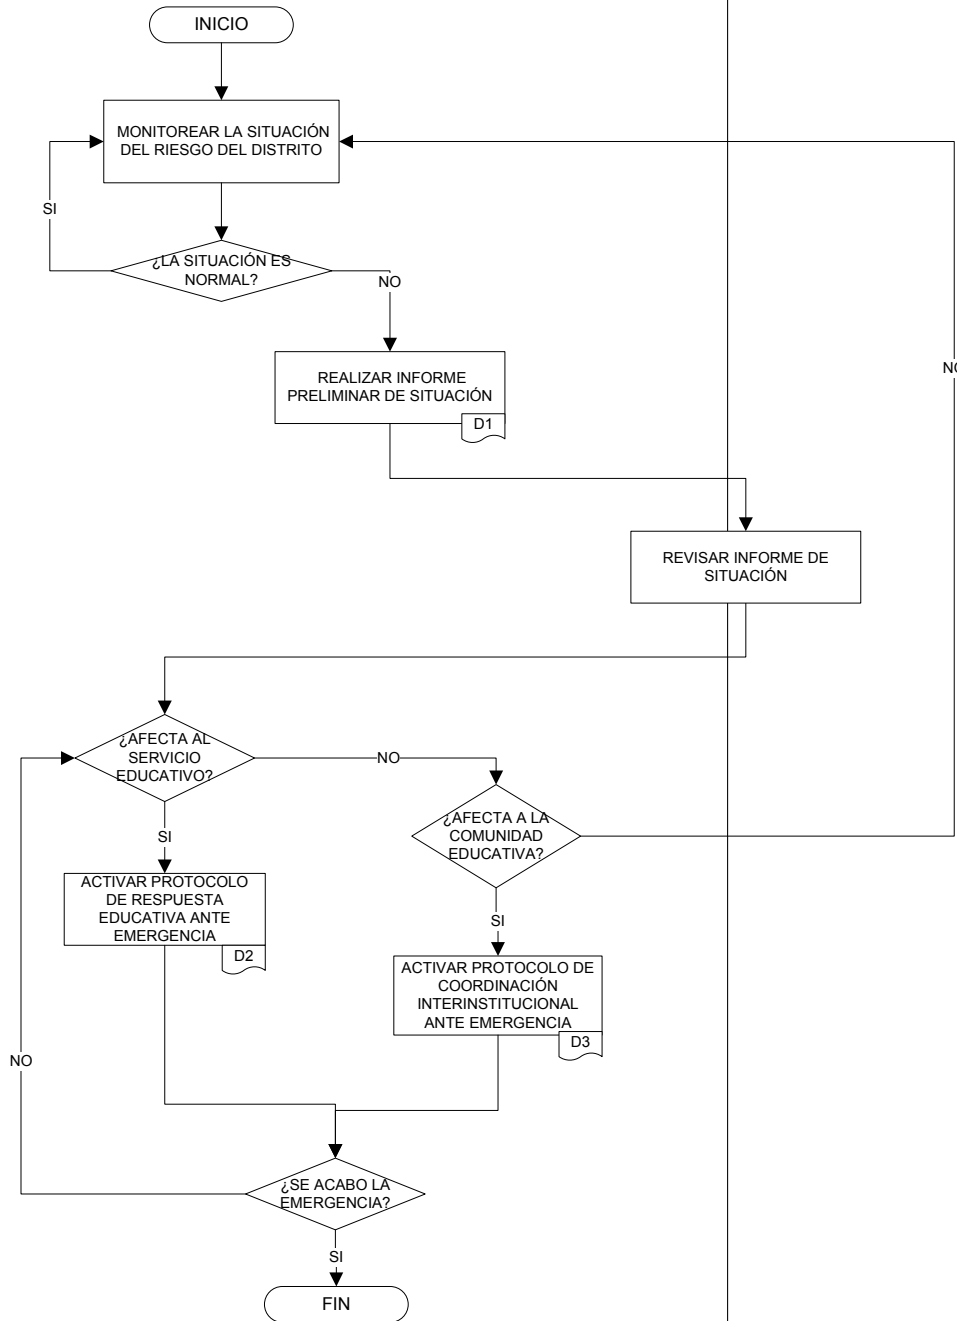 INICIO
MONITOREAR LA SITUACIÓN
DEL RIESGO DEL DISTRITO
SI
¿LA SITUACIÓN ES
NORMAL?
NO
REALIZAR INFORME
PRELIMINAR DE SITUACIÓN
D1
NO
REVISAR INFORME DE
SITUACIÓN
¿AFECTA AL
SERVICIO
EDUCATIVO?
NO
¿AFECTA A LA
COMUNIDAD
EDUCATIVA?
SI
ACTIVAR PROTOCOLO
DE RESPUESTA
EDUCATIVA ANTE
EMERGENCIA
D2
SI
ACTIVAR PROTOCOLO DE
COORDINACIÓN
INTERINSTITUCIONAL
ANTE EMERGENCIA
D3
NO
¿SE ACABO LA
EMERGENCIA?
SI
FIN